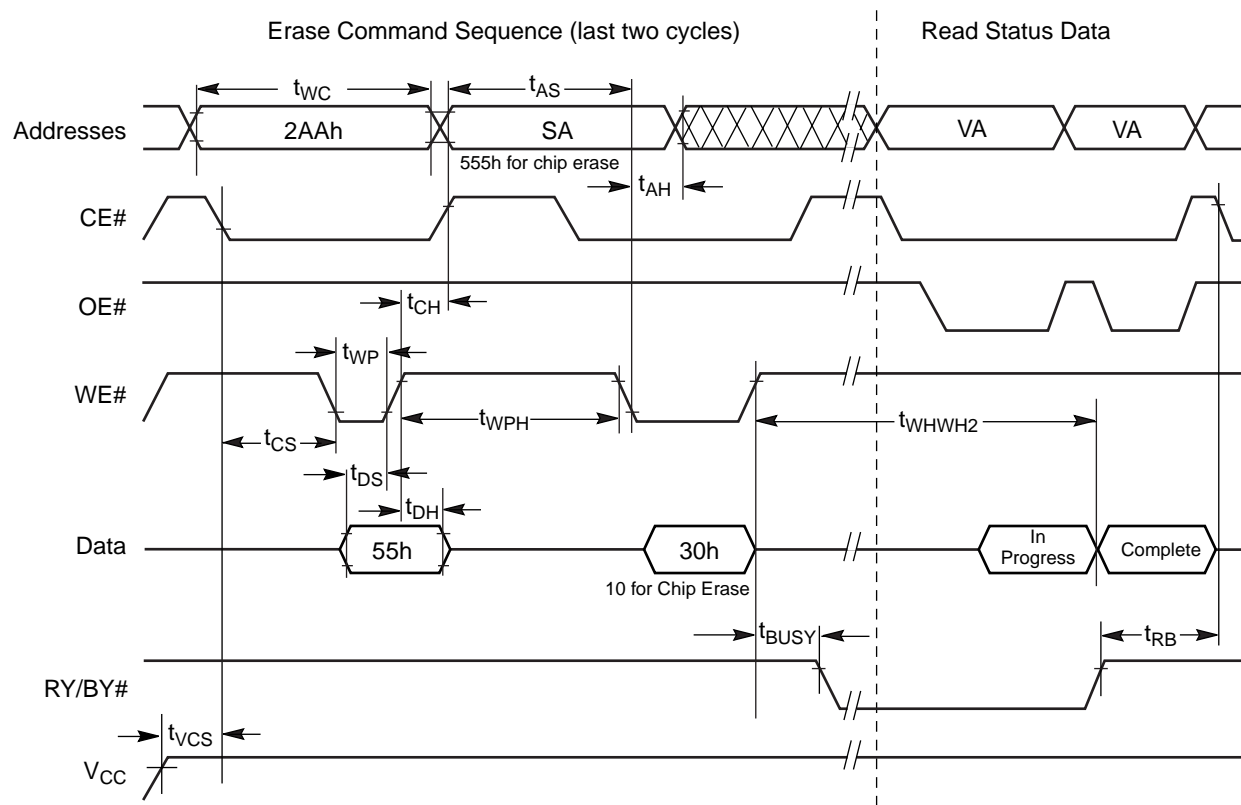 Erase Command Sequence (last two cycles)
Read Status Data
tWC
tAS
Addresses
2AAh
SA
VA
VA
555h for chip erase
tAH
CE#
OE#
tCH
tWP
WE#
tWPH
tWHWH2
tCS
tDS
tDH
Data
55h
30h
In
Progress
Complete
10 for Chip Erase
tBUSY
tRB
RY/BY#
tVCS
VCC